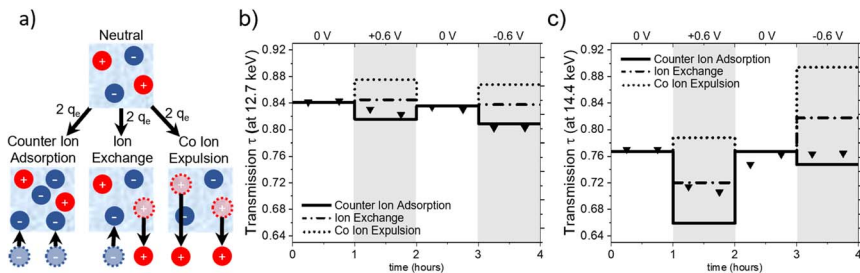 a)
Neutral
2 qe
2 qe
2 qe
Counter Ion
Adsorption
Ion
Exchange
Co Ion
Expulsion
b)
0 V
+0.6 V
0 V
-0.6 V
Transmission τ (at 12.7 keV)
0.92
0.88
0.84
0.80
0.76
0.72
0.68
0.64
Counter Ion Adsorption
Ion Exchange
Co Ion Expulsion
0
1
2
3
4
time (hours)
c)
0 V
+0.6 V
0 V
-0.6 V
Transmission τ (at 14.4 keV)
0.92
0.88
0.84
0.80
0.76
0.72
0.68
0.64
Counter Ion Adsorption
Ion Exchange
Co Ion Expulsion
0
1
2
3
4
time (hours)